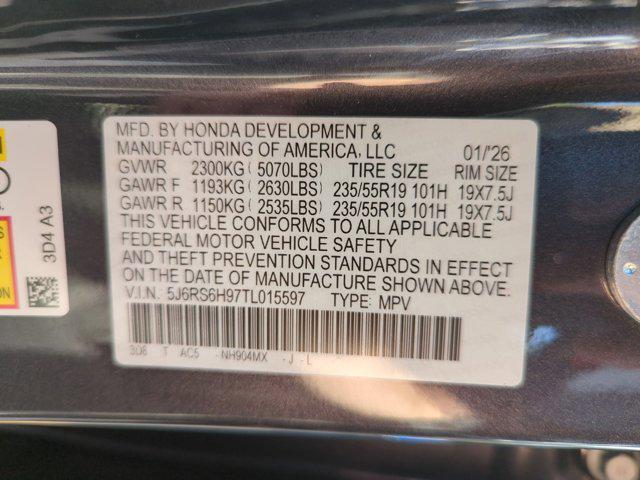 MFD. BY HONDA DEVELOPMENT &
MANUFACTURING OF AMERICA, LLC 01/'26
GVWR 2300KG(5070LBS) TIRE SIZE RIM SIZE
GAWR F 1193KG(2630LBS) 235/55R19 101H 19X7.5J
GAWR R 1150KG(2535LBS) 235/55R19 101H 19X7.5J
THIS VEHICLE CONFORMS TO ALL APPLICABLE
FEDERAL MOTOR VEHICLE SAFETY
AND THEFT PREVENTION STANDARDS IN EFFECT
ON THE DATE OF MANUFACTURE SHOWN ABOVE.
V.I.N.: 5J6RS6H97TL015597 TYPE: MPV
3D8 T AC5 NH904MX - J - L
3D4 A3